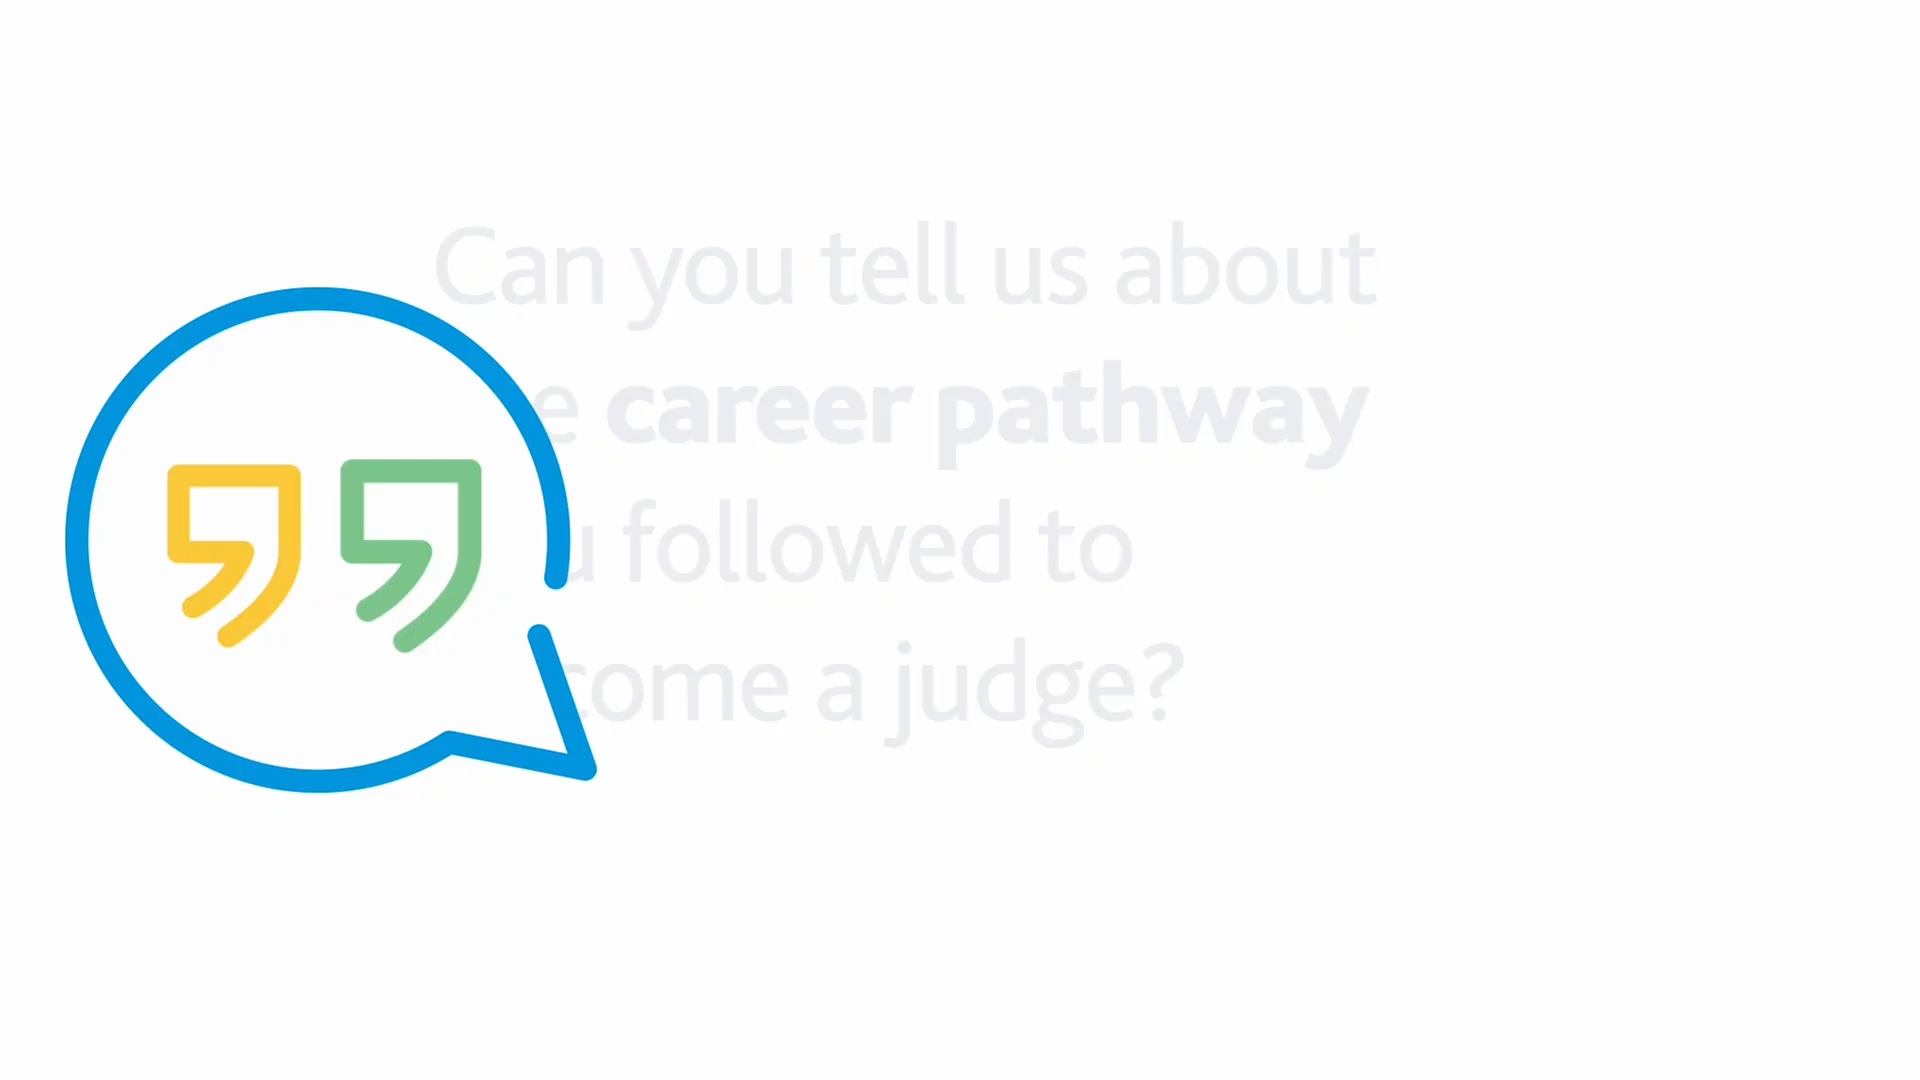 Can you tell us about
e career pathway
u followed to
come a judge?